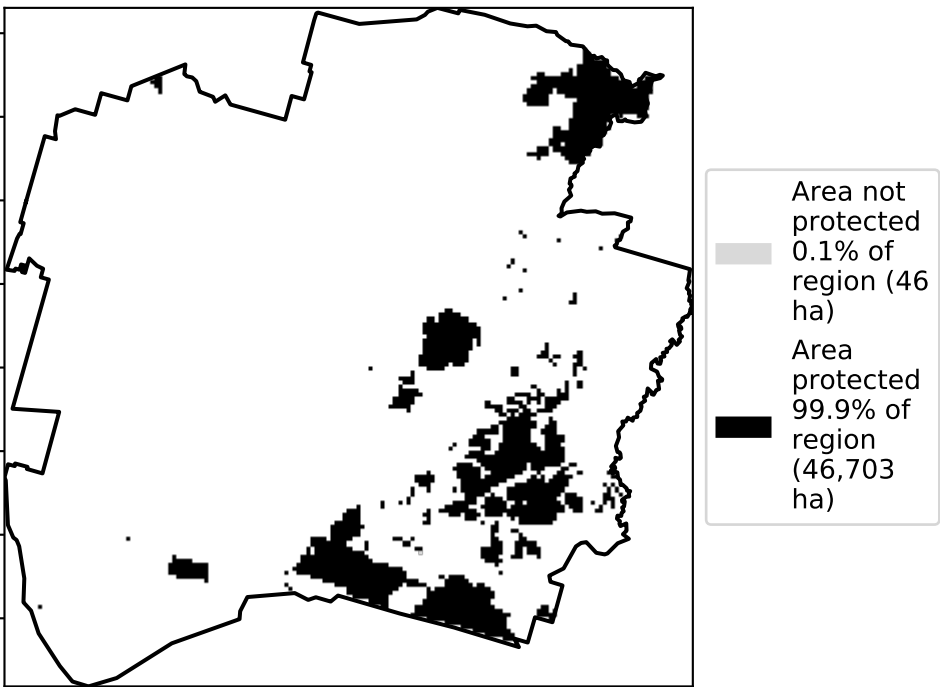 Area not
protected
0.1% of
region (46
ha)
Area
protected
99.9% of
region
(46,703
ha)